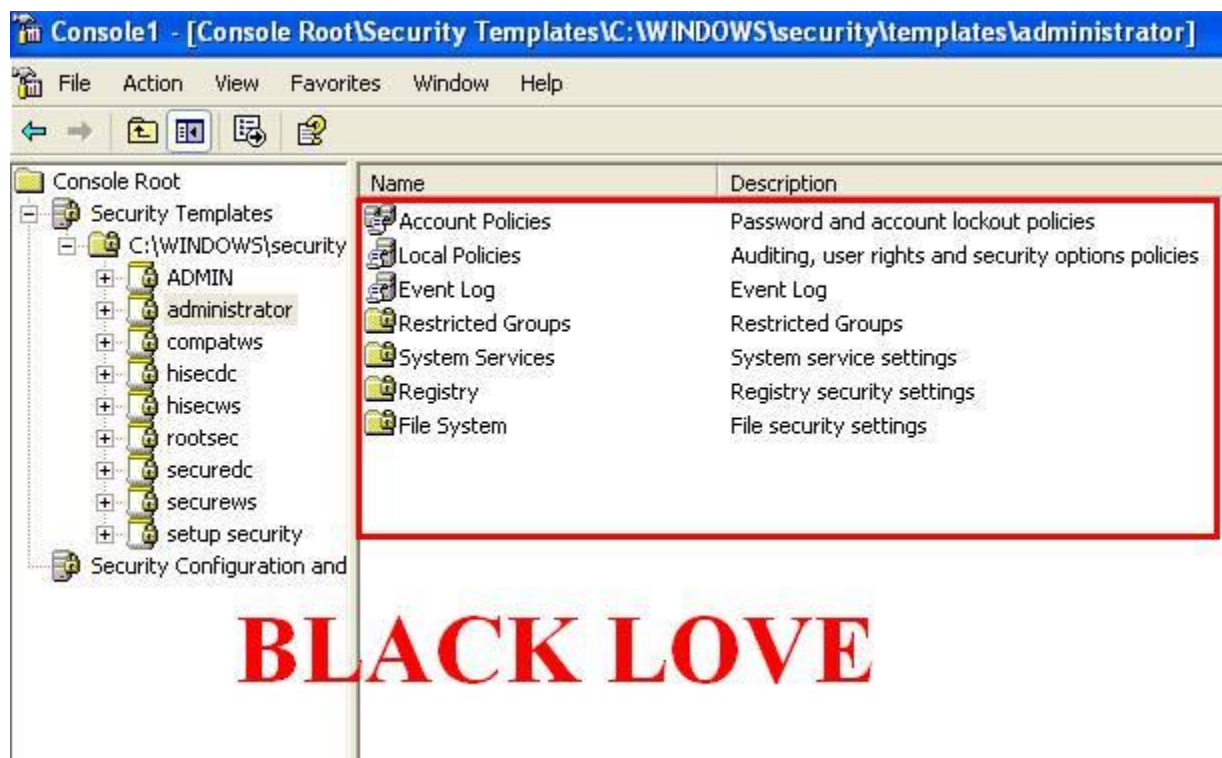 Console1 - [Console Root\Security Templates\C:\WINDOWS\security\templates\administrator]
File Action View Favorites Window Help
Console Root
Security Templates
C:\WINDOWS\security
ADMIN
administrator
compatws
hisecdc
hisecws
rootsec
securedc
securews
setup security
Security Configuration and
Name Description
Account Policies Password and account lockout policies
Local Policies Auditing, user rights and security options policies
Event Log Event Log
Restricted Groups Restricted Groups
System Services System service settings
Registry Registry security settings
File System File security settings
BLACK LOVE